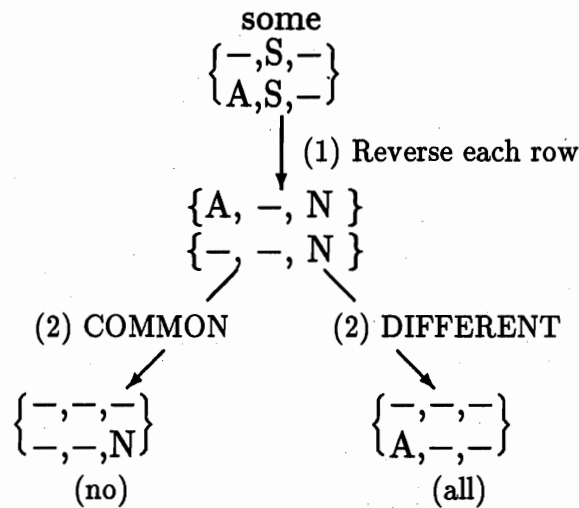 some
{ −,S,− }
{ A,S,− }
(1) Reverse each row
{A, −, N }
{−, −, N }
(2) COMMON (2) DIFFERENT
{ −,−,− } { −,−,− }
{ −,−,N } { A,−,− }
(no) (all)